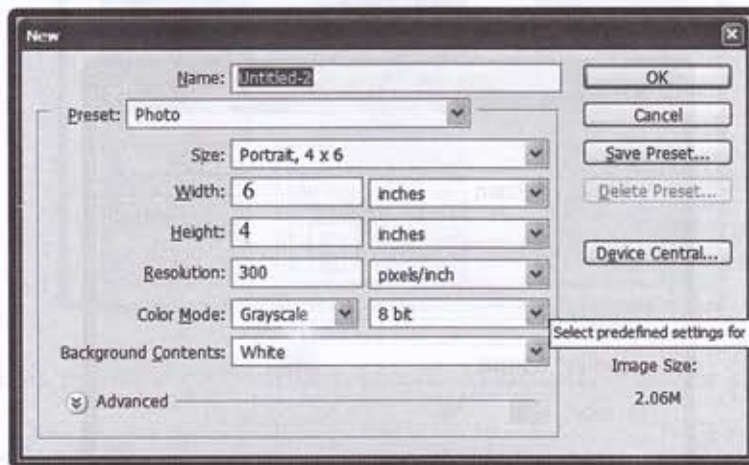 New
Name: Untitled-2
OK
Preset: Photo
Cancel
Size: Portrait, 4 x 6
Save Preset...
Width: 6 inches
Delete Preset...
Height: 4 inches
Device Central...
Resolution: 300 pixels/inch
Color Mode: Grayscale 8 bit
Select predefined settings for
Background Contents: White
Image Size:
Advanced
2.06M